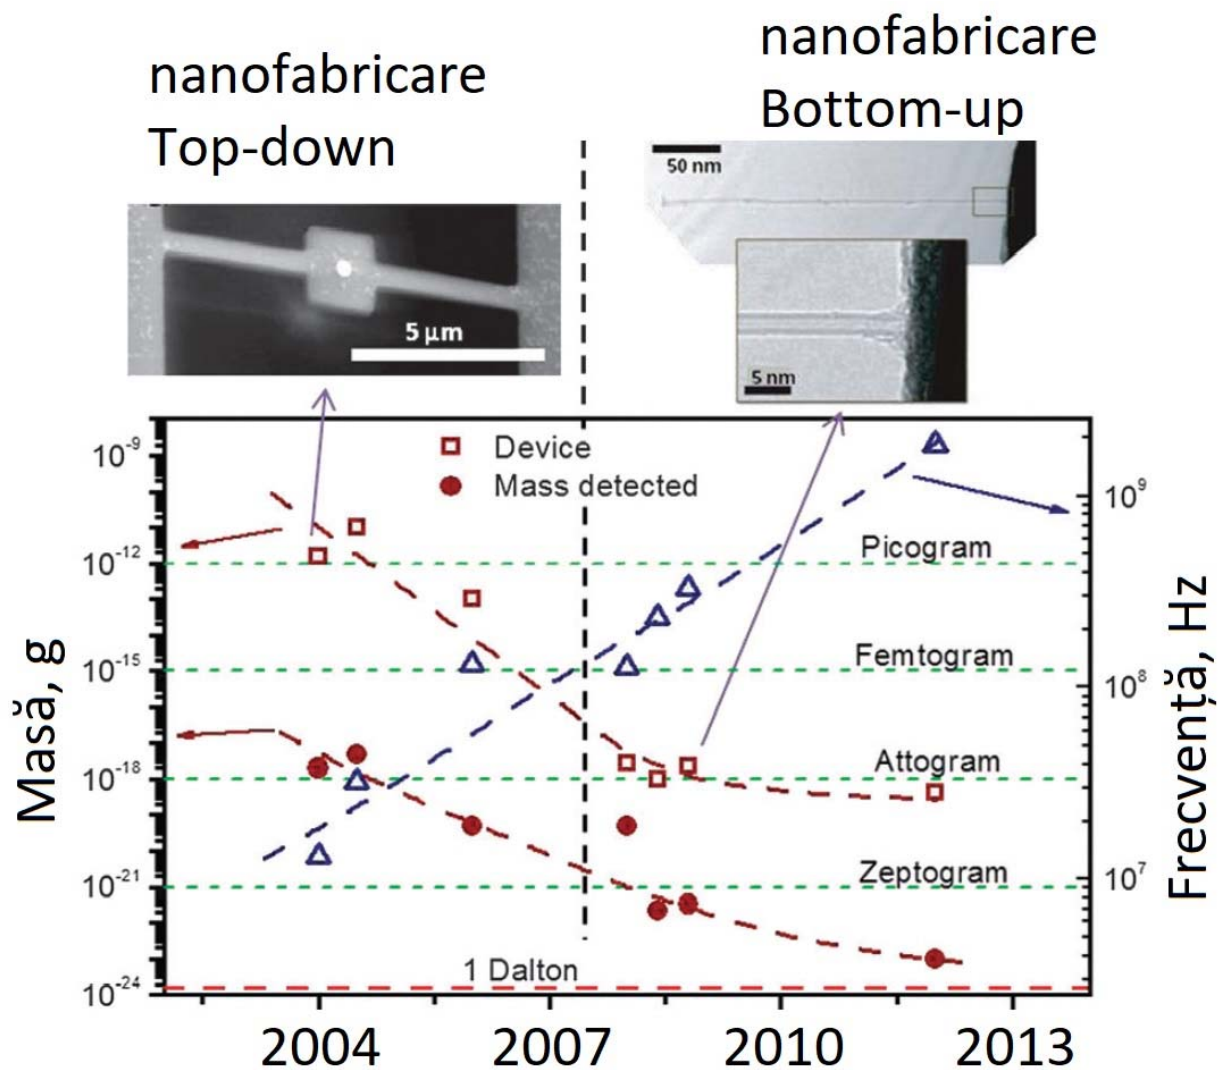 nanofabricare
Top-down
nanofabricare
Bottom-up
50 nm
5 µm
5 nm
Device
Mass detected
Picogram
Femtogram
Attogram
Zeptogram
1 Dalton
Masă, g
10⁻⁹
10⁻¹²
10⁻¹⁵
10⁻¹⁸
10⁻²¹
10⁻²⁴
10⁹
10⁸
10⁷
Frecvență, Hz
2004 2007 2010 2013